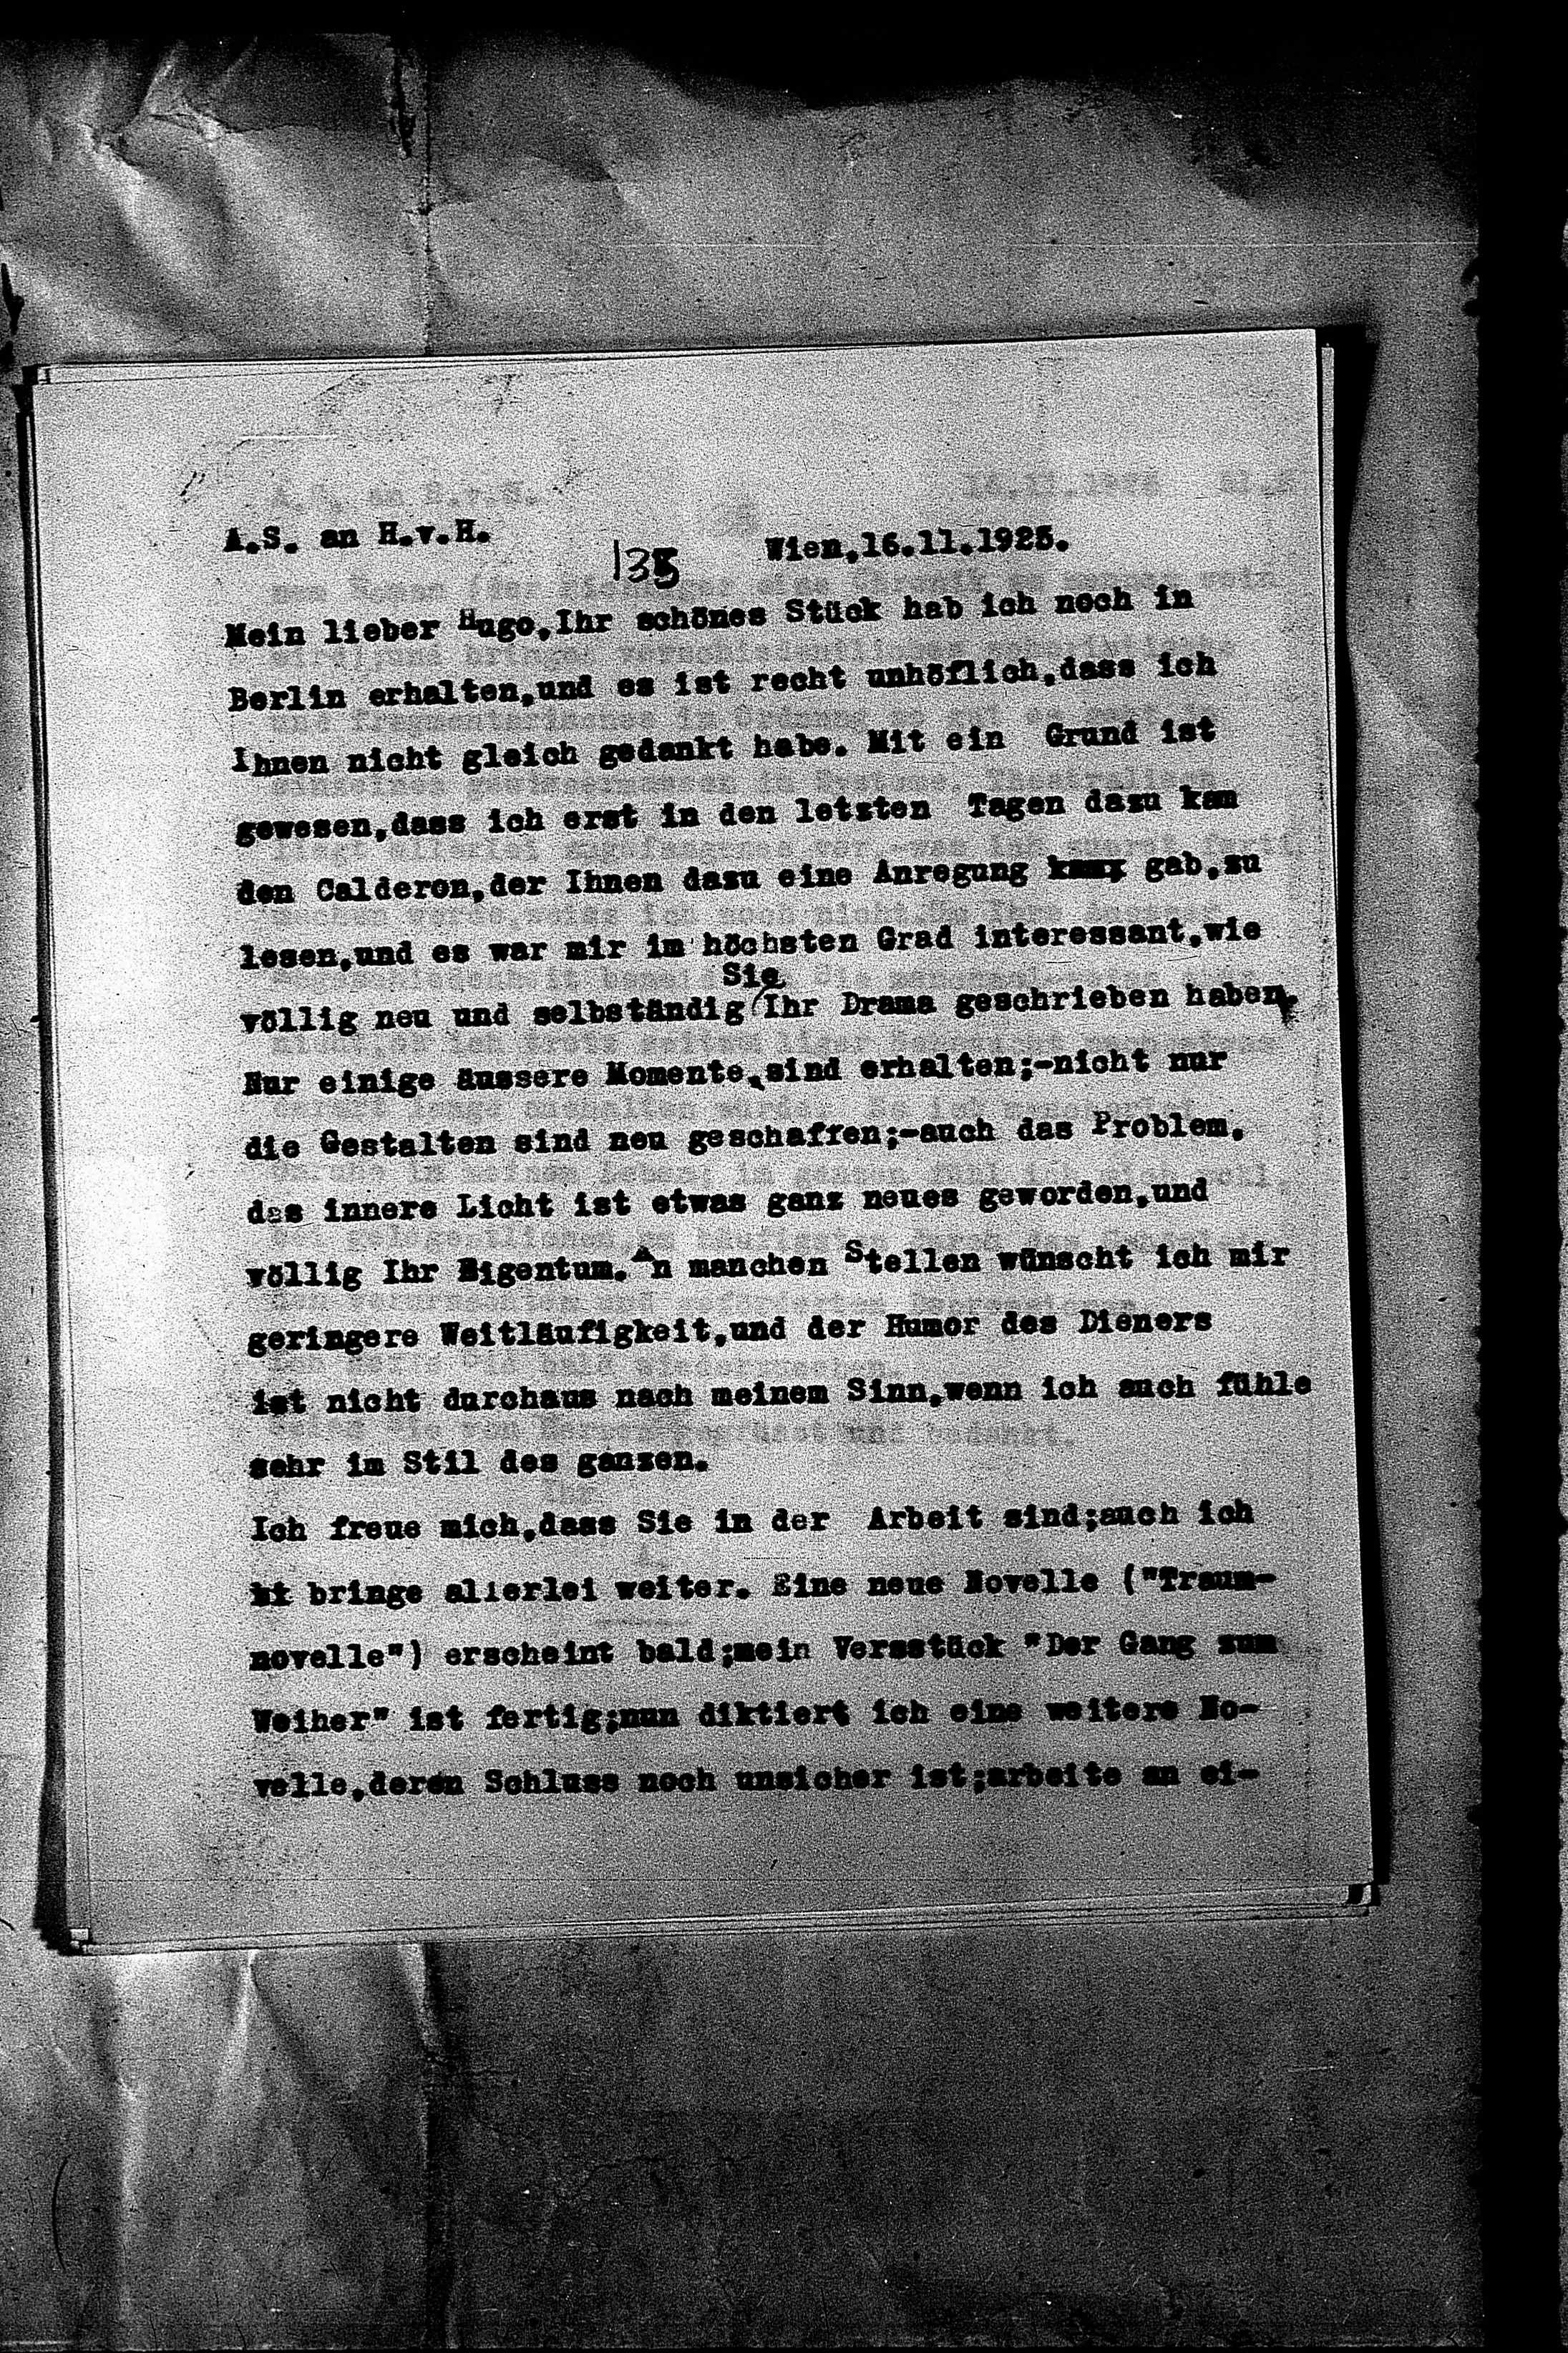 A.S. an H.v.H.
135
Wien,16.11.1925.
Mein lieber Hugo,Ihr schönes Stück hab ich noch in
Berlin erhalten,und es ist recht unhöflich,dass ich
Ihnen nicht gleich gedankt habe. Mit ein Grund ist
gewesen,dass ich erst in den letzten Tagen dazu kam
den Calderon,der Ihnen dazu eine Anregung gab,zu
lesen,und es war mir im höchsten Grad interessant,wie
Sie
völlig neu und selbständig Ihr Drama geschrieben haben.
Nur einige äussere Momente sind erhalten;-nicht nur
die Gestalten sind neu geschaffen;-auch das Problem.
das innere Licht ist etwas ganz neues geworden,und
völlig Ihr Eigentum. An manchen Stellen wünscht ich mir
geringere Weitläufigkeit,und der Humor des Dieners
ist nicht durchaus nach meinem Sinn,wenn ich auch fühle
sehr im Stil des ganzen.
Ich freue mich,dass Sie in der Arbeit sind;auch ich
bringe allerlei weiter. Eine neue Novelle ("Traum-
novelle") erscheint bald;mein Versstück "Der Gang zum
Weiher" ist fertig;nun diktiert ich eine weitere No-
velle,deren Schluss noch unsicher ist;arbeite an ei-